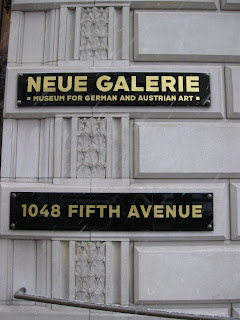 NEUE GALERIE
▪ MUSEUM FOR GERMAN AND AUSTRIAN ART ▪
1048 FIFTH AVENUE